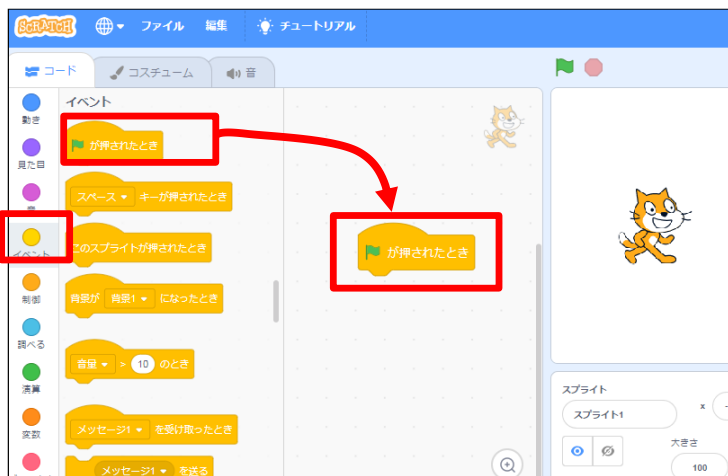 SCRATCH ファイル 編集 チュートリアル
コード コスチューム 音
イベント
動き
見た目
音
イベント
制御
調べる
演算
変数
が押されたとき
スペース キーが押されたとき
このスプライトが押されたとき
背景が 背景1 になったとき
音量 > 10 のとき
メッセージ1 を受け取ったとき
メッセージ1 を送る
が押されたとき
スプライト
スプライト1 x
大きさ
100